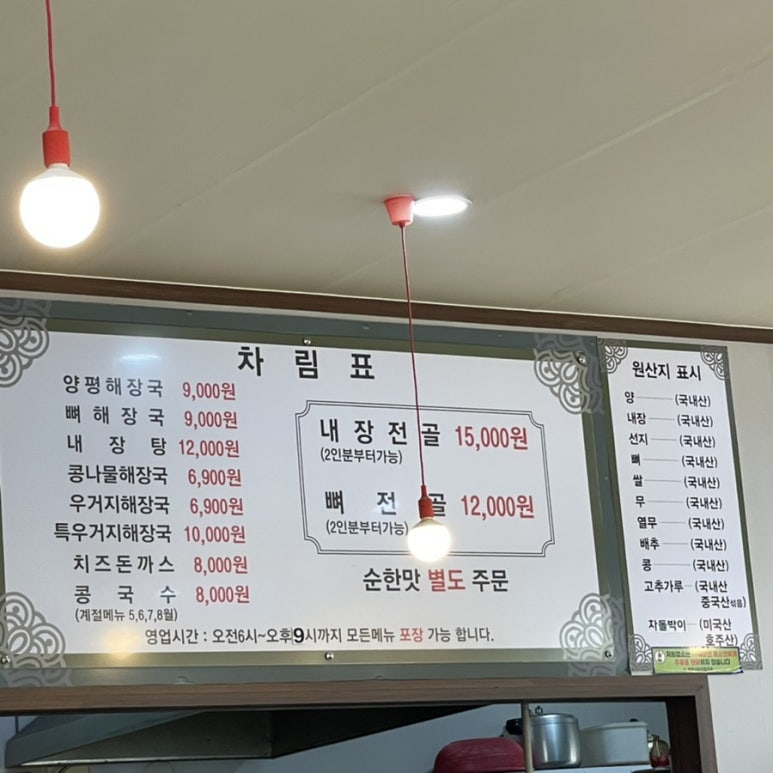 차림표
양평해장국 9,000원
뼈해장국 9,000원
내장탕 12,000원
콩나물해장국 6,900원
우거지해장국 6,900원
특우거지해장국 10,000원
치즈돈까스 8,000원
콩국수 8,000원
(계절메뉴 5,6,7,8월)
내장전골 15,000원
(2인분부터가능)
뼈전골 12,000원
(2인분부터가능)
순한맛 별도 주문
영업시간 : 오전6시~오후9시까지 모든메뉴 포장 가능 합니다.
원산지 표시
양 (국내산)
내장 (국내산)
선지 (국내산)
뼈 (국내산)
쌀 (국내산)
무 (국내산)
열무 (국내산)
배추 (국내산)
콩 (국내산)
고추가루 (국내산
중국산섞음)
자돌박이 (미국산
호주산)